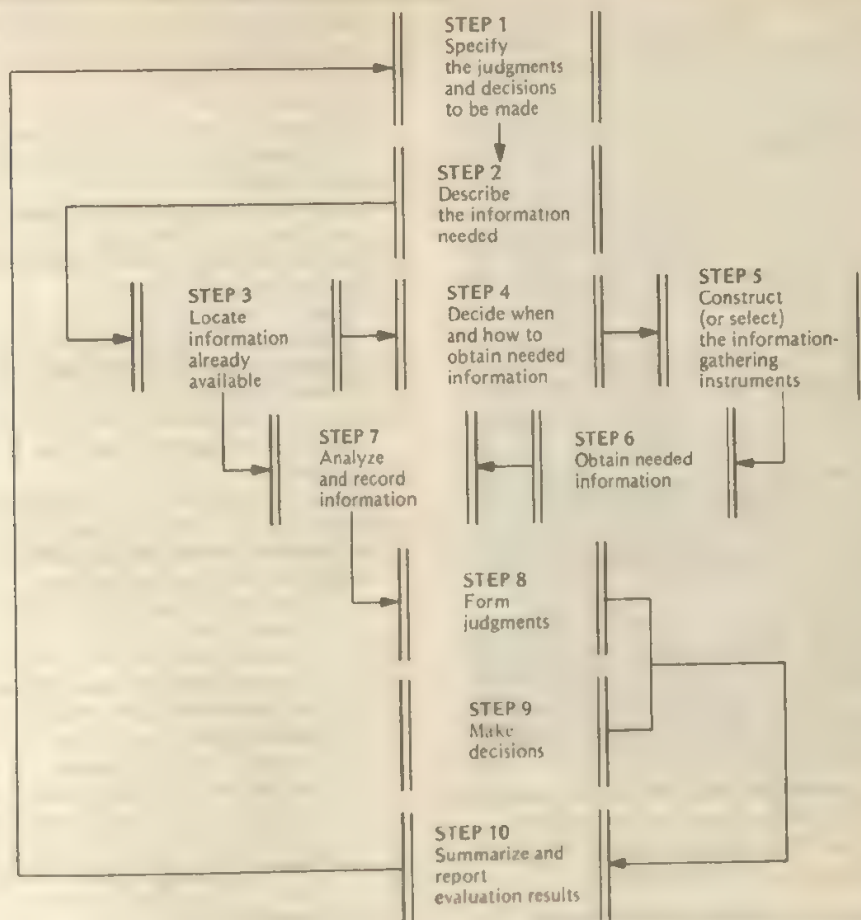 STEP 1
Specify
the judgments
and decisions
to be made
STEP 2
Describe
the information
needed
STEP 3
Locate
information
already
available
STEP 4
Decide when
and how to
obtain needed
information
STEP 5
Construct
(or select)
the information-
gathering
instruments
STEP 7
Analyze
and record
information
STEP 6
Obtain needed
information
STEP 8
Form
judgments
STEP 9
Make
decisions
STEP 10
Summarize and
report
evaluation results